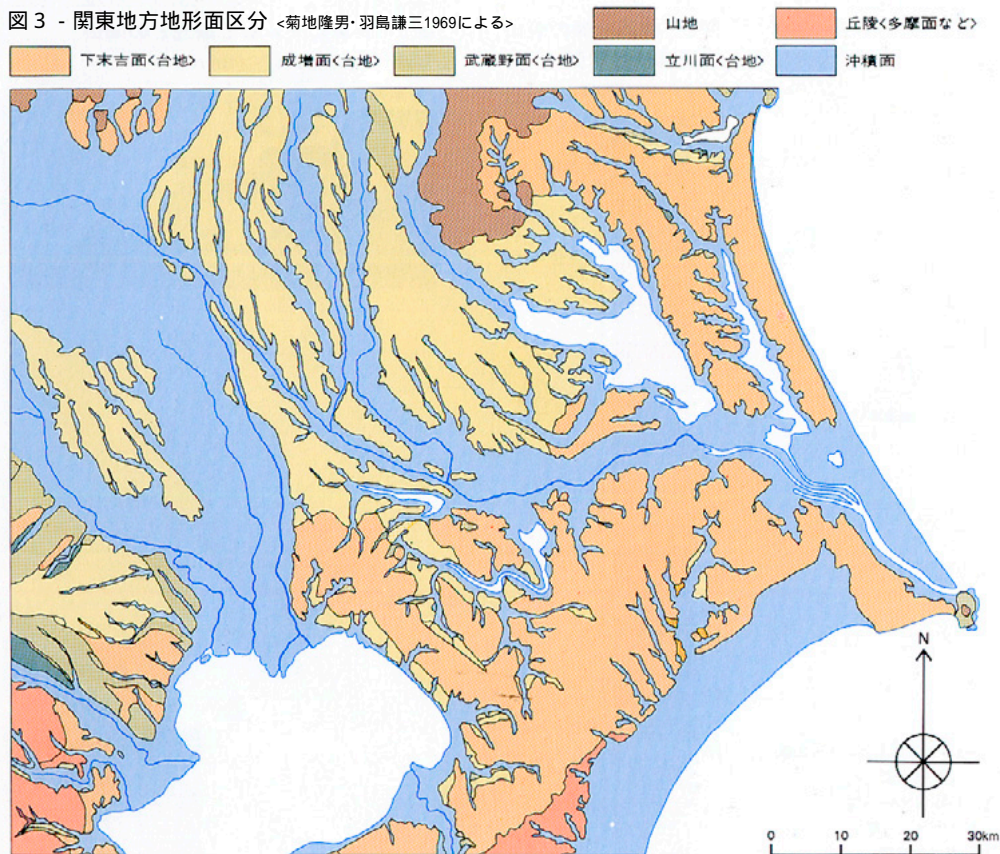 図3 - 関東地方地形面区分 <菊地隆男・羽鳥謙三1969による>
山地
丘陵<多摩面など>
下末吉面<台地>
成増面<台地>
武蔵野面<台地>
立川面<台地>
沖積面
N
0 10 20 30km